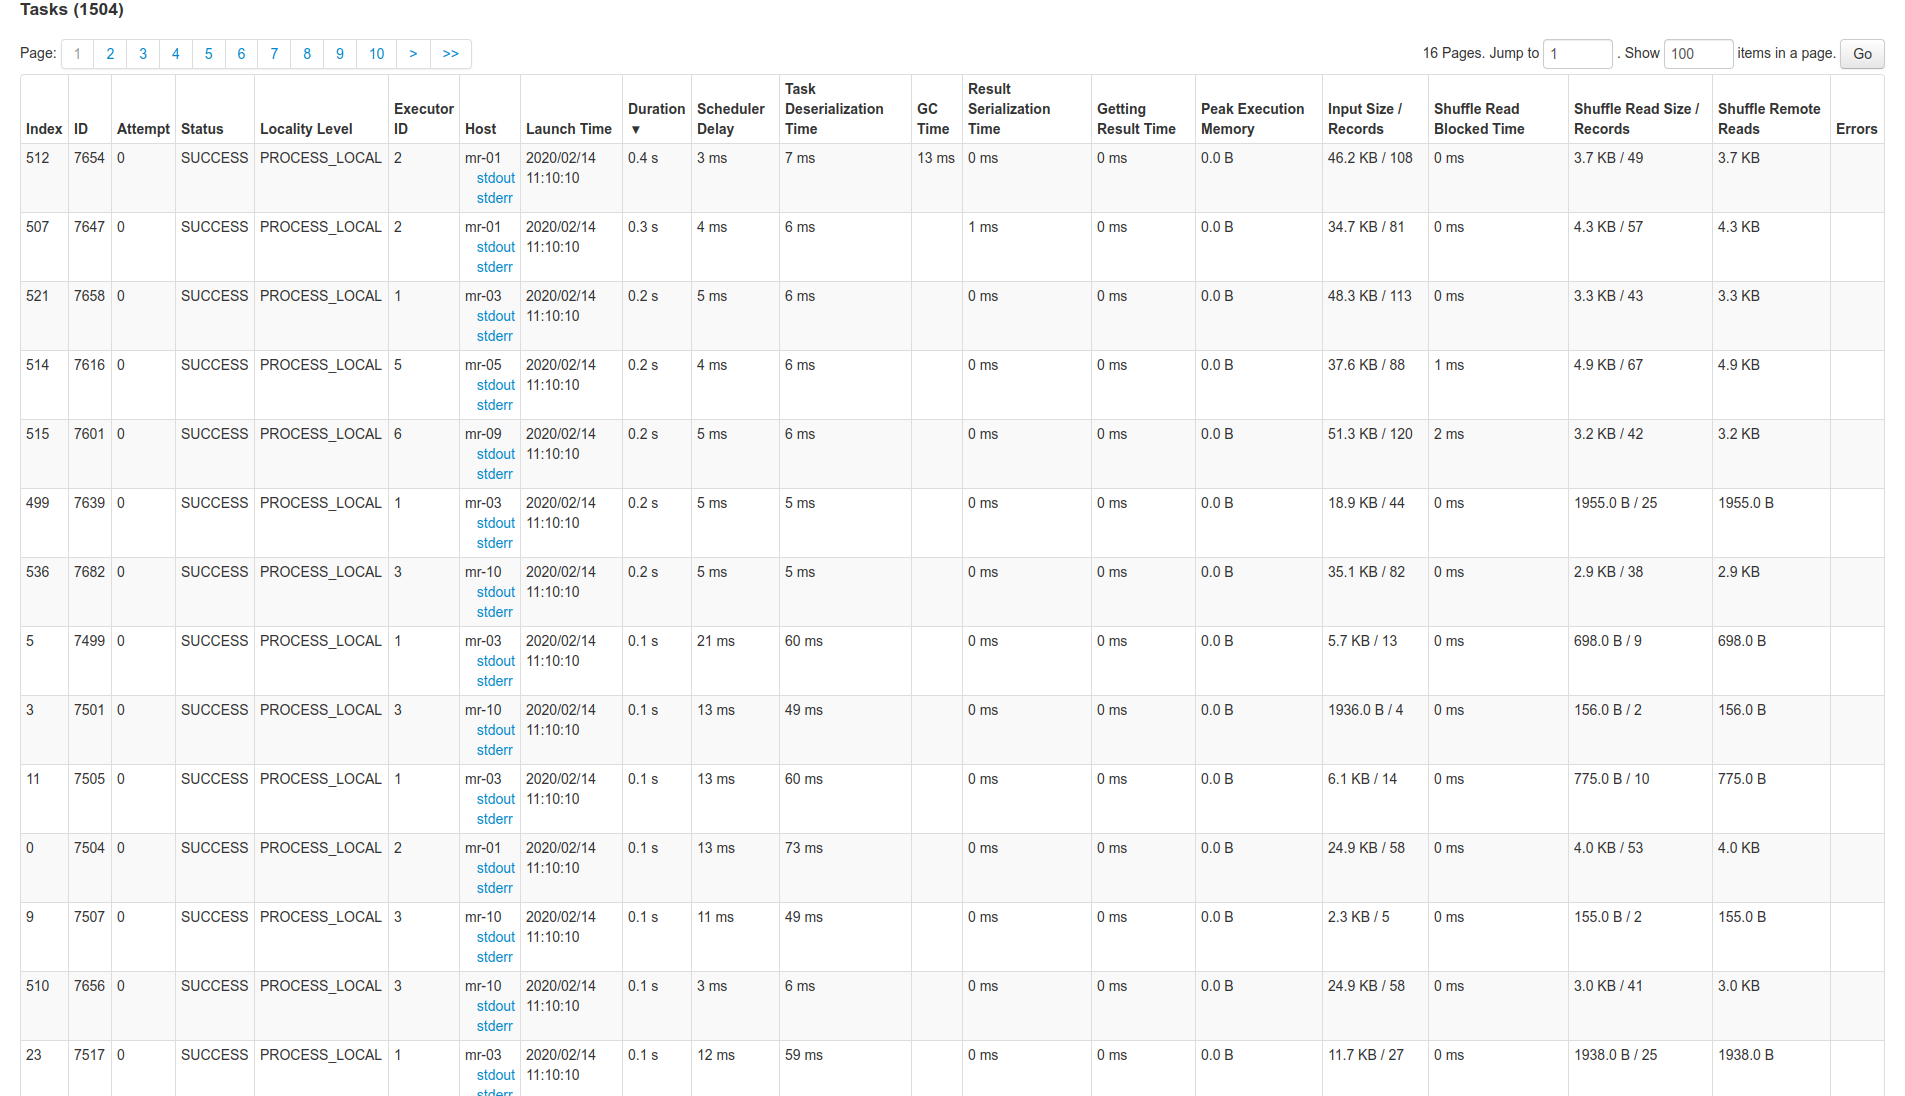 Tasks (1504)
Page: 1 2 3 4 5 6 7 8 9 10 > >> 16 Pages. Jump to 1 . Show 100 items in a page. Go
Index ID Attempt Status Locality Level Executor ID Host Launch Time Duration ▼ Scheduler Delay Task Deserialization Time GC Time Result Serialization Time Getting Result Time Peak Execution Memory Input Size / Records Shuffle Read Blocked Time Shuffle Read Size / Records Shuffle Remote Reads Errors
512 7654 0 SUCCESS PROCESS_LOCAL 2 mr-01 2020/02/14 0.4 s 3 ms 7 ms 13 ms 0 ms 0 ms 0.0 B 46.2 KB / 108 0 ms 3.7 KB / 49 3.7 KB
stdout 11:10:10
stderr
507 7647 0 SUCCESS PROCESS_LOCAL 2 mr-01 2020/02/14 0.3 s 4 ms 6 ms 1 ms 0 ms 0.0 B 34.7 KB / 81 0 ms 4.3 KB / 57 4.3 KB
stdout 11:10:10
stderr
521 7658 0 SUCCESS PROCESS_LOCAL 1 mr-03 2020/02/14 0.2 s 5 ms 6 ms 0 ms 0 ms 0.0 B 48.3 KB / 113 0 ms 3.3 KB / 43 3.3 KB
stdout 11:10:10
stderr
514 7616 0 SUCCESS PROCESS_LOCAL 5 mr-05 2020/02/14 0.2 s 4 ms 6 ms 0 ms 0 ms 0.0 B 37.6 KB / 88 1 ms 4.9 KB / 67 4.9 KB
stdout 11:10:10
stderr
515 7601 0 SUCCESS PROCESS_LOCAL 6 mr-09 2020/02/14 0.2 s 5 ms 6 ms 0 ms 0 ms 0.0 B 51.3 KB / 120 2 ms 3.2 KB / 42 3.2 KB
stdout 11:10:10
stderr
499 7639 0 SUCCESS PROCESS_LOCAL 1 mr-03 2020/02/14 0.2 s 5 ms 5 ms 0 ms 0 ms 0.0 B 18.9 KB / 44 0 ms 1955.0 B / 25 1955.0 B
stdout 11:10:10
stderr
536 7682 0 SUCCESS PROCESS_LOCAL 3 mr-10 2020/02/14 0.2 s 5 ms 5 ms 0 ms 0 ms 0.0 B 35.1 KB / 82 0 ms 2.9 KB / 38 2.9 KB
stdout 11:10:10
stderr
5 7499 0 SUCCESS PROCESS_LOCAL 1 mr-03 2020/02/14 0.1 s 21 ms 60 ms 0 ms 0 ms 0.0 B 5.7 KB / 13 0 ms 698.0 B / 9 698.0 B
stdout 11:10:10
stderr
3 7501 0 SUCCESS PROCESS_LOCAL 3 mr-10 2020/02/14 0.1 s 13 ms 49 ms 0 ms 0 ms 0.0 B 1936.0 B / 4 0 ms 156.0 B / 2 156.0 B
stdout 11:10:10
stderr
11 7505 0 SUCCESS PROCESS_LOCAL 1 mr-03 2020/02/14 0.1 s 13 ms 60 ms 0 ms 0 ms 0.0 B 6.1 KB / 14 0 ms 775.0 B / 10 775.0 B
stdout 11:10:10
stderr
0 7504 0 SUCCESS PROCESS_LOCAL 2 mr-01 2020/02/14 0.1 s 13 ms 73 ms 0 ms 0 ms 0.0 B 24.9 KB / 58 0 ms 4.0 KB / 53 4.0 KB
stdout 11:10:10
stderr
9 7507 0 SUCCESS PROCESS_LOCAL 3 mr-10 2020/02/14 0.1 s 11 ms 49 ms 0 ms 0 ms 0.0 B 2.3 KB / 5 0 ms 155.0 B / 2 155.0 B
stdout 11:10:10
stderr
510 7656 0 SUCCESS PROCESS_LOCAL 3 mr-10 2020/02/14 0.1 s 3 ms 6 ms 0 ms 0 ms 0.0 B 24.9 KB / 58 0 ms 3.0 KB / 41 3.0 KB
stdout 11:10:10
stderr
23 7517 0 SUCCESS PROCESS_LOCAL 1 mr-03 2020/02/14 0.1 s 12 ms 59 ms 0 ms 0 ms 0.0 B 11.7 KB / 27 0 ms 1938.0 B / 25 1938.0 B
stdout 11:10:10
stderr